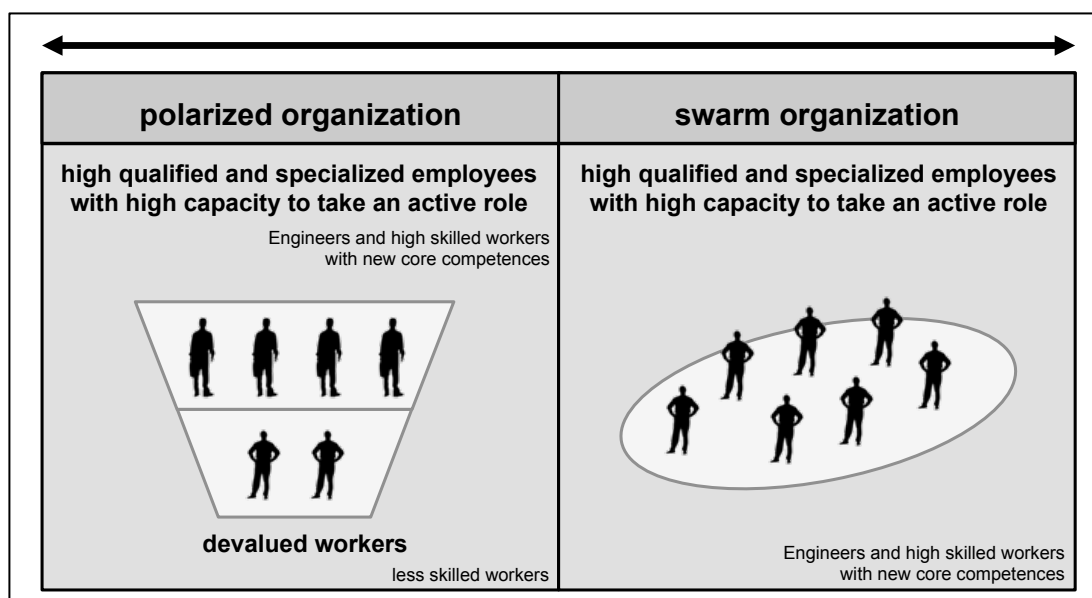 polarized organization
high qualified and specialized employees
with high capacity to take an active role
Engineers and high skilled workers
with new core competences
devalued workers
less skilled workers
swarm organization
high qualified and specialized employees
with high capacity to take an active role
Engineers and high skilled workers
with new core competences